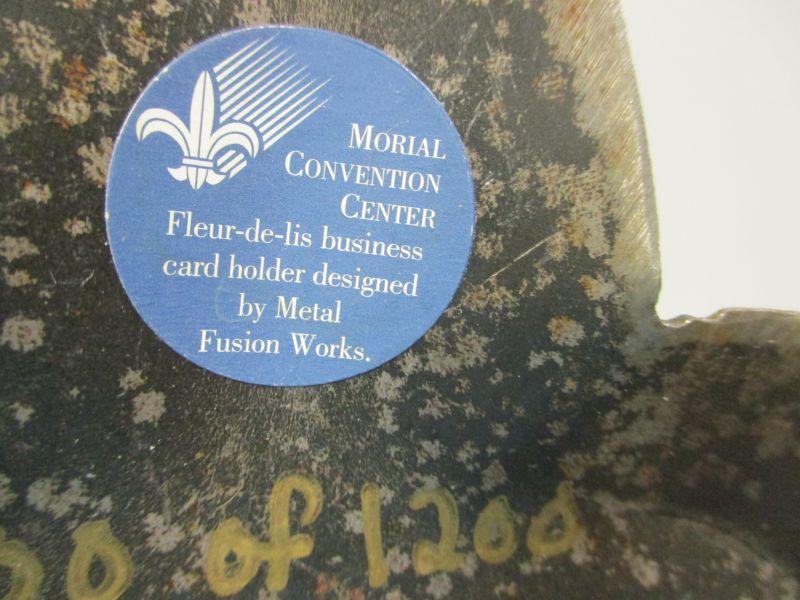 MORIAL
CONVENTION
CENTER
Fleur-de-lis business
card holder designed
by Metal
Fusion Works.
of 1200